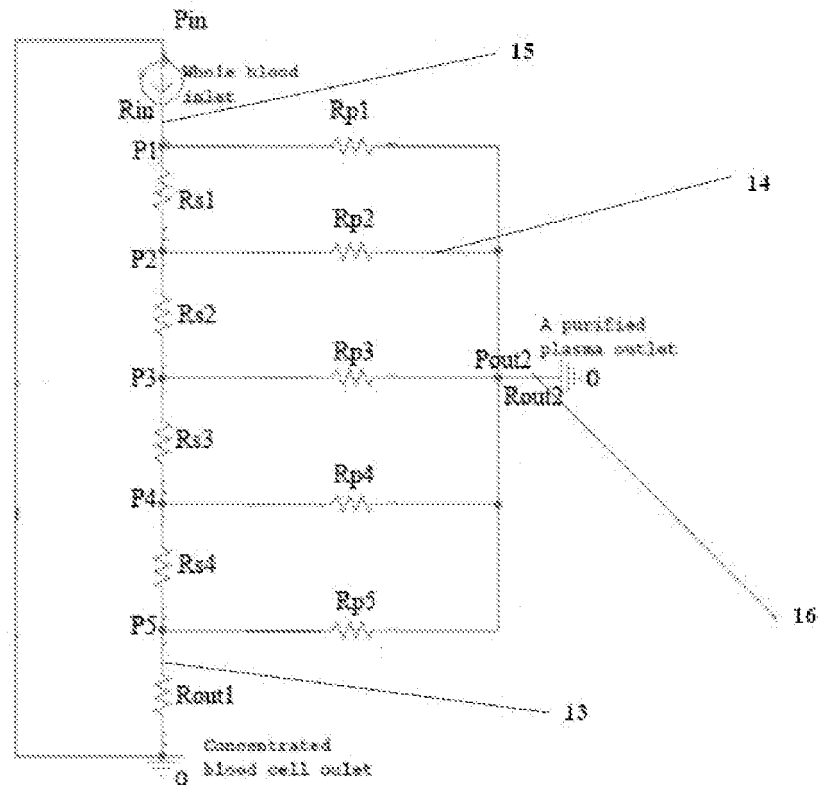 Pin
15
Whole blood
inlet
Rin
Rp1
P1
14
Rs1
Rp2
P2
Rs2
A purified
plasma outlet
Rp3
Pout2
P3
0
Rout2
Rs3
Rp4
P4
Rs4
Rp5
P5
16
Rout1
13
Concentrated
blood cell oulet
0